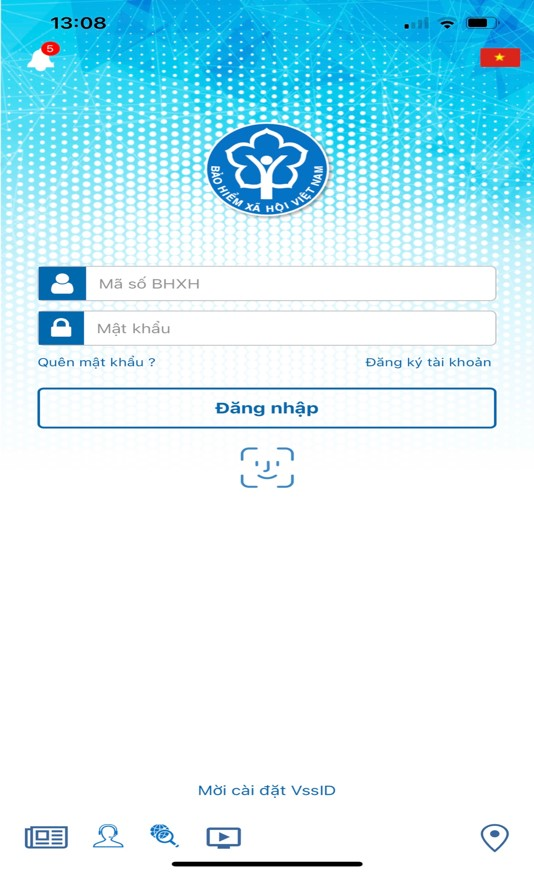 13:08
5
BẢO HIỂM XÃ HỘI VIỆT NAM
Mã số BHXH
Mật khẩu
Quên mật khẩu ?
Đăng ký tài khoản
Đăng nhập
Mời cài đặt VssID